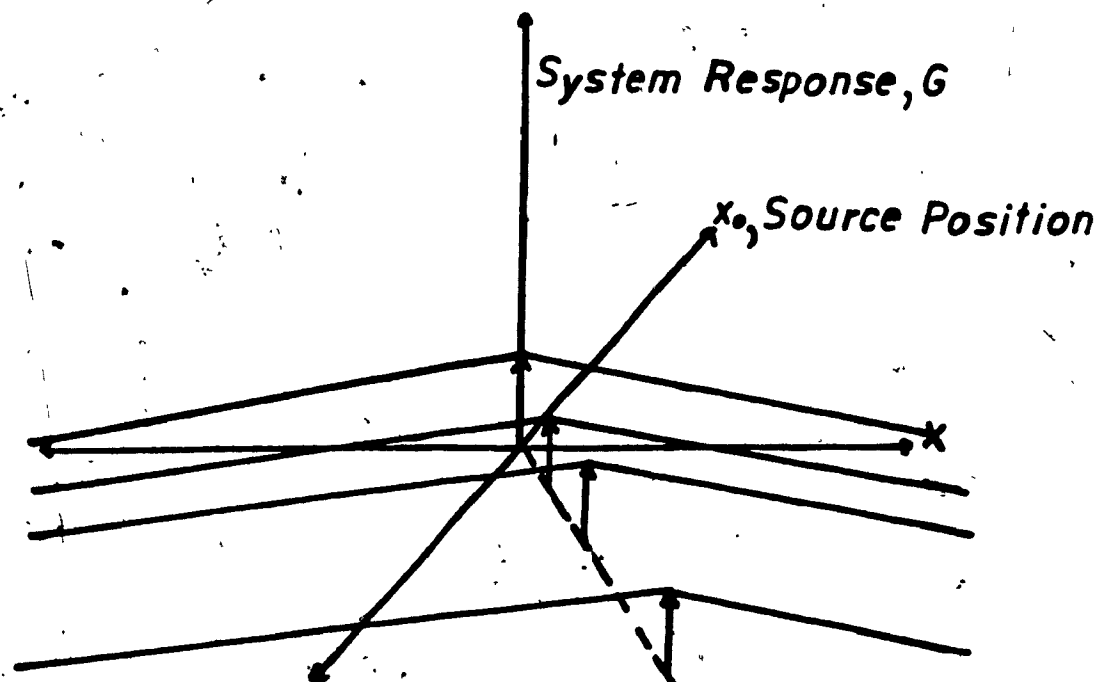 System Response, G
x₀, Source Position
x